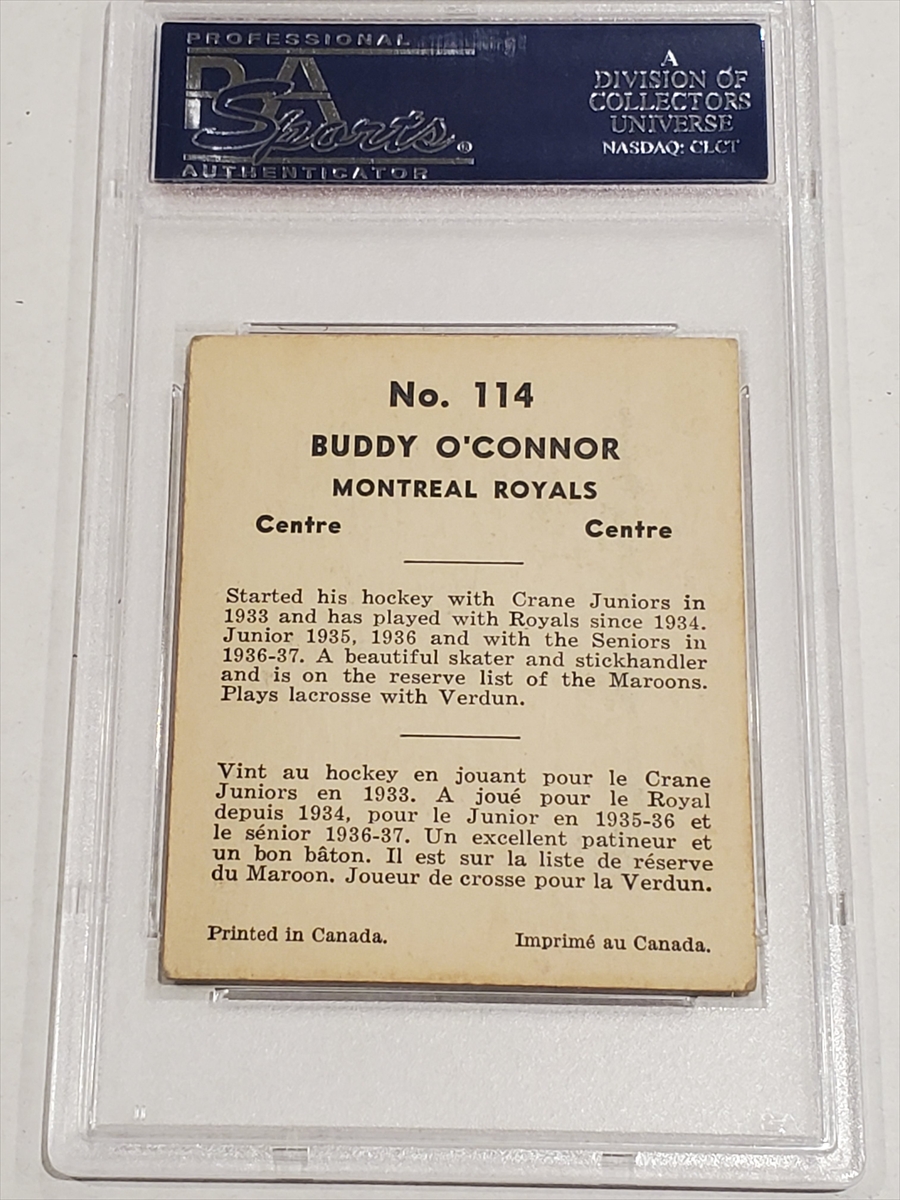 PROFESSIONAL
PSA
Sports®
AUTHENTICATOR
A
DIVISION OF
COLLECTORS
UNIVERSE
NASDAQ: CLCT
No. 114
BUDDY O'CONNOR
MONTREAL ROYALS
Centre Centre
Started his hockey with Crane Juniors in
1933 and has played with Royals since 1934.
Junior 1935, 1936 and with the Seniors in
1936-37. A beautiful skater and stickhandler
and is on the reserve list of the Maroons.
Plays lacrosse with Verdun.
Vint au hockey en jouant pour le Crane
Juniors en 1933. A joué pour le Royal
depuis 1934, pour le Junior en 1935-36 et
le sénior 1936-37. Un excellent patineur et
un bon bâton. Il est sur la liste de réserve
du Maroon. Joueur de crosse pour la Verdun.
Printed in Canada. Imprimé au Canada.